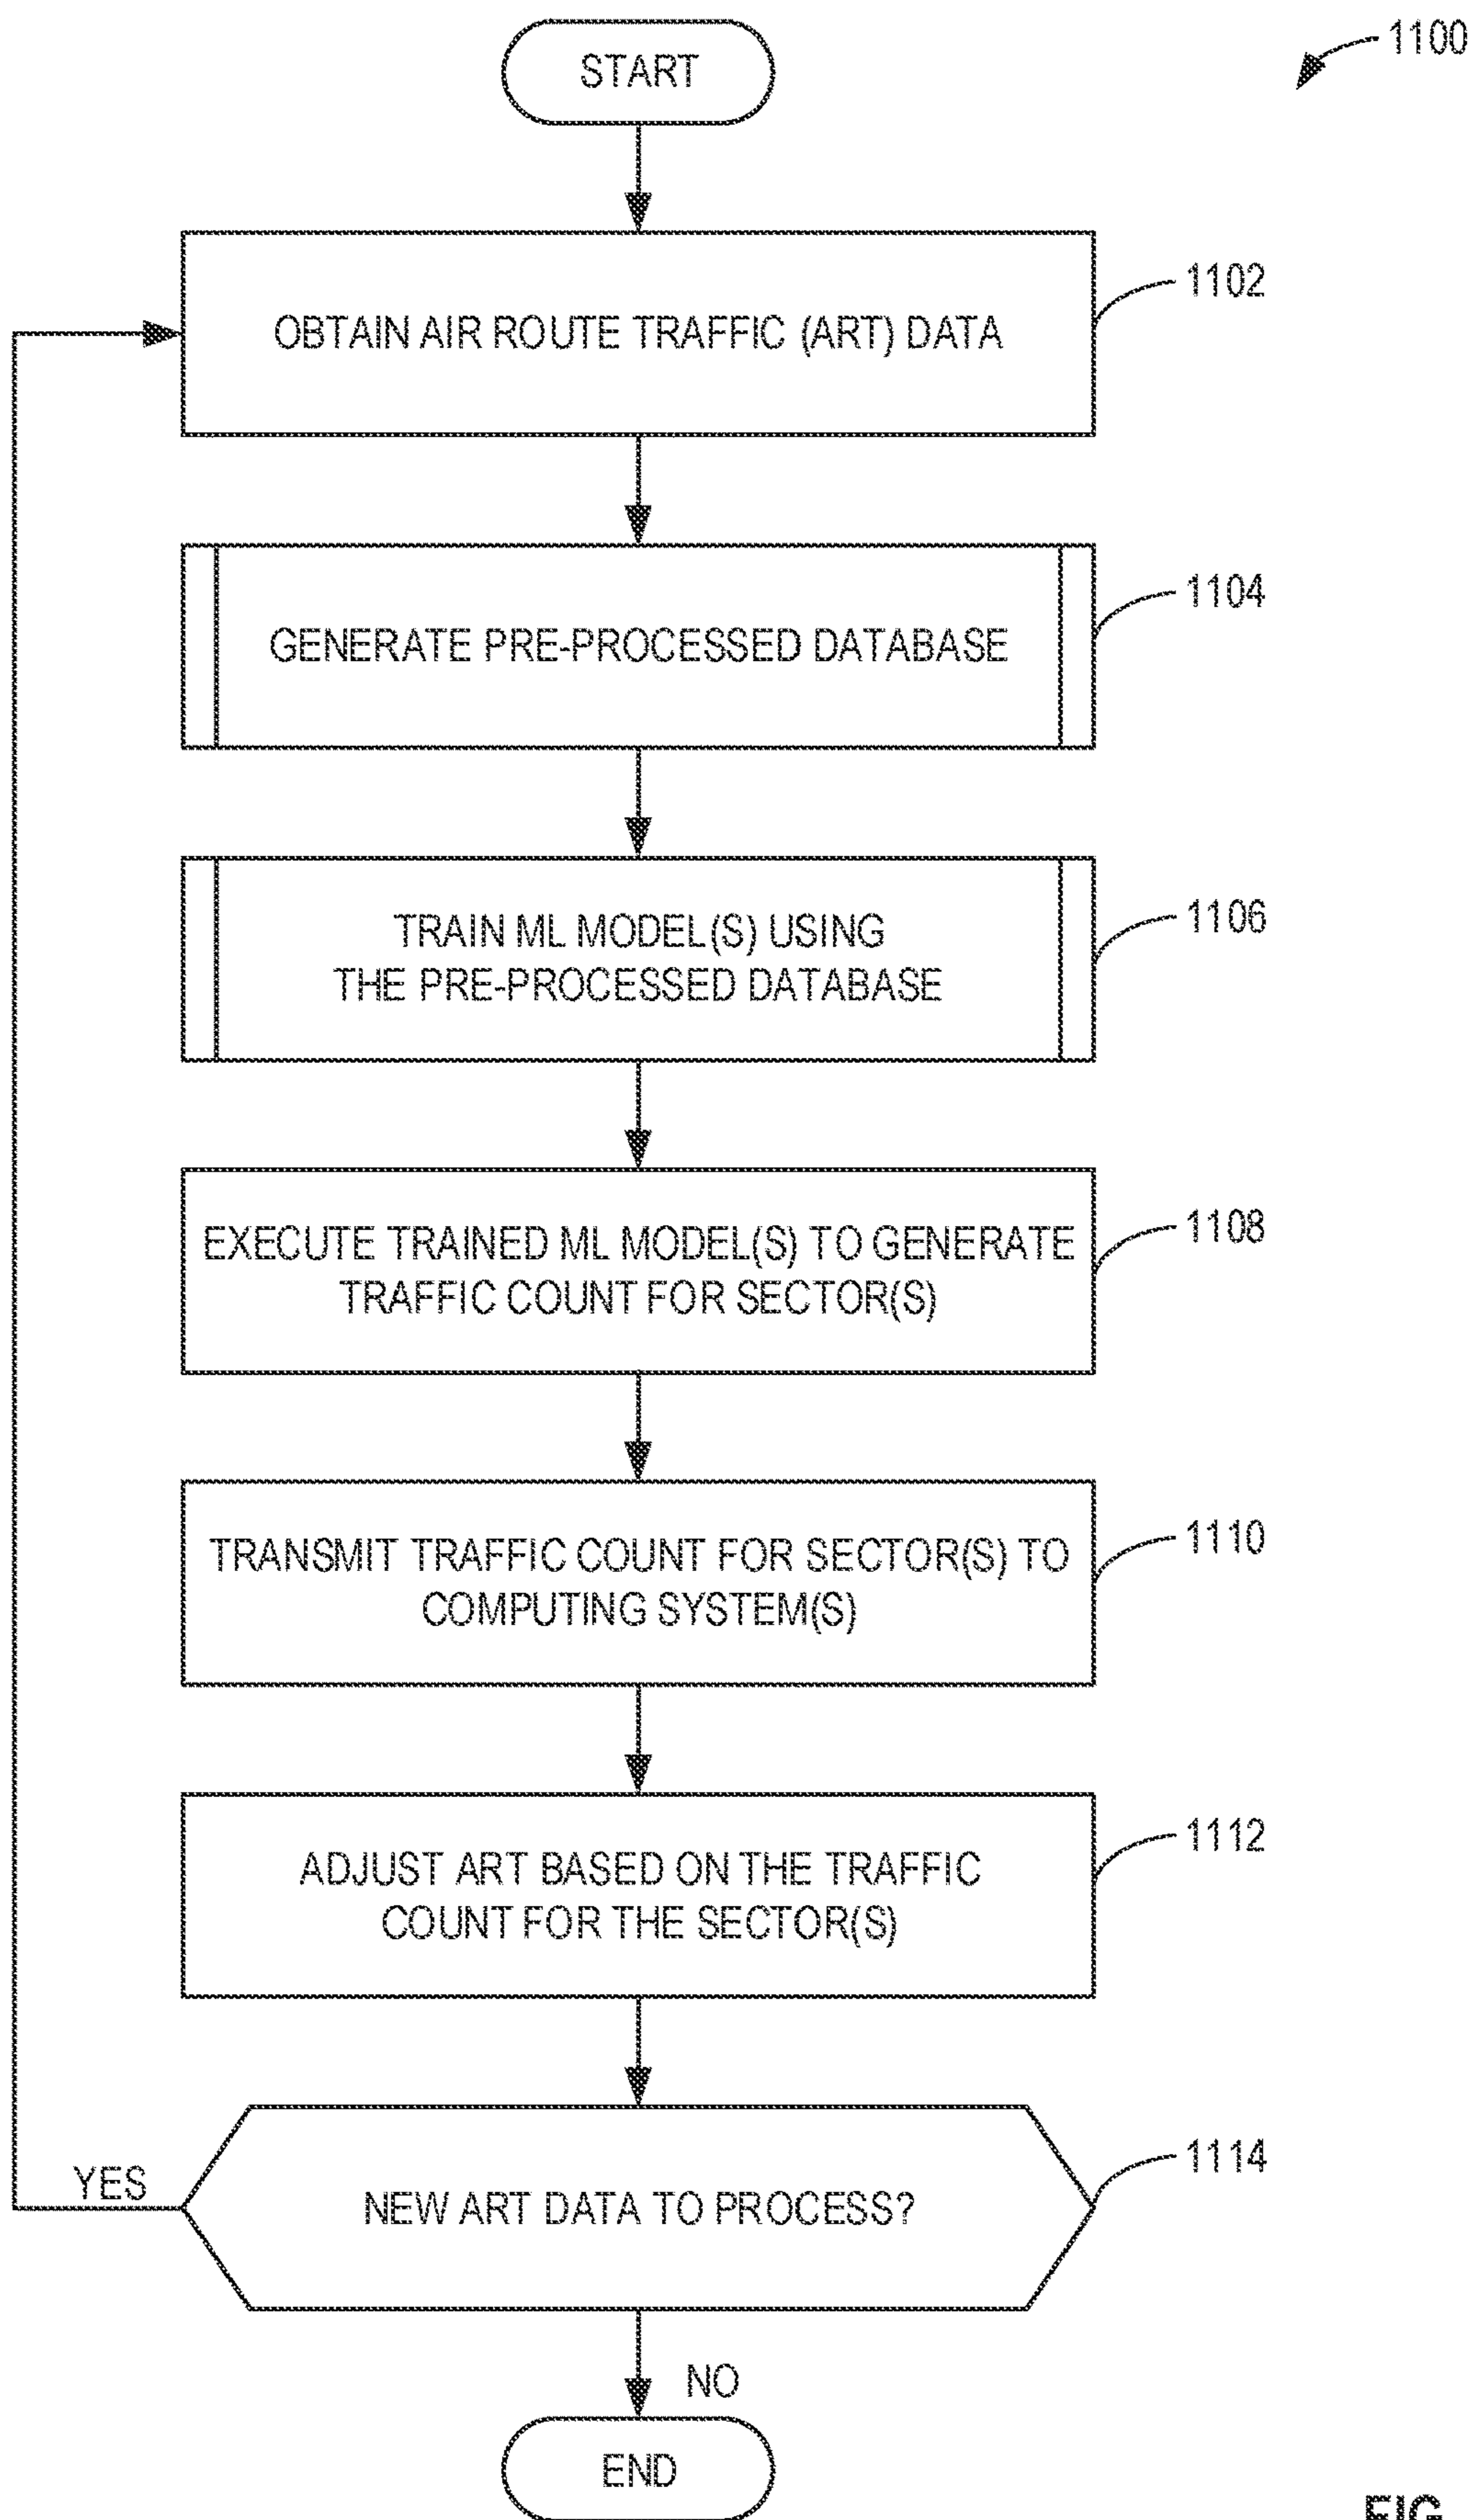 1100
START
OBTAIN AIR ROUTE TRAFFIC (ART) DATA
1102
GENERATE PRE-PROCESSED DATABASE
1104
TRAIN ML MODEL(S) USING
THE PRE-PROCESSED DATABASE
1106
EXECUTE TRAINED ML MODEL(S) TO GENERATE
TRAFFIC COUNT FOR SECTOR(S)
1108
TRANSMIT TRAFFIC COUNT FOR SECTOR(S) TO
COMPUTING SYSTEM(S)
1110
ADJUST ART BASED ON THE TRAFFIC
COUNT FOR THE SECTOR(S)
1112
YES
NEW ART DATA TO PROCESS?
1114
NO
END
FIG